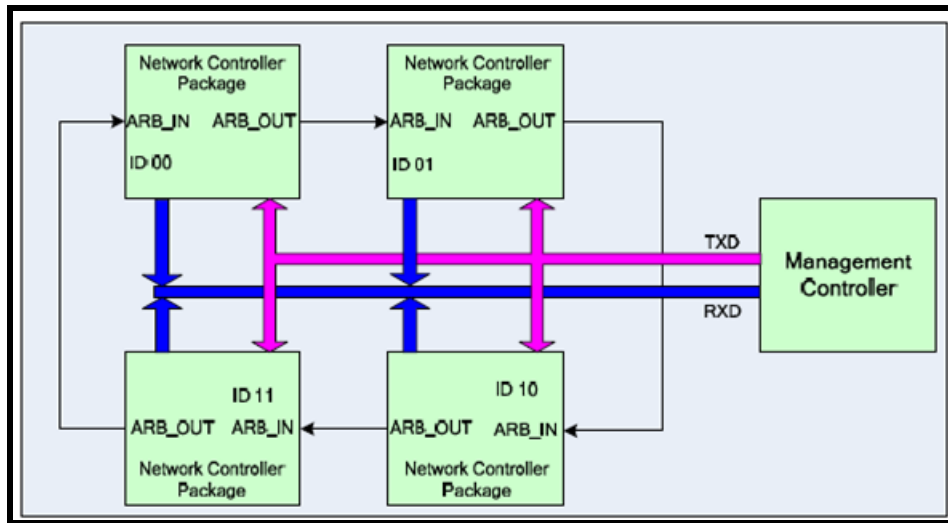 Network Controller
Package
ARB_IN ARB_OUT
ID 00
Network Controller
Package
ARB_IN ARB_OUT
ID 01
TXD
RXD
Management
Controller
ID 11
ARB_OUT ARB_IN
Network Controller
Package
ID 10
ARB_OUT ARB_IN
Network Controller
Package